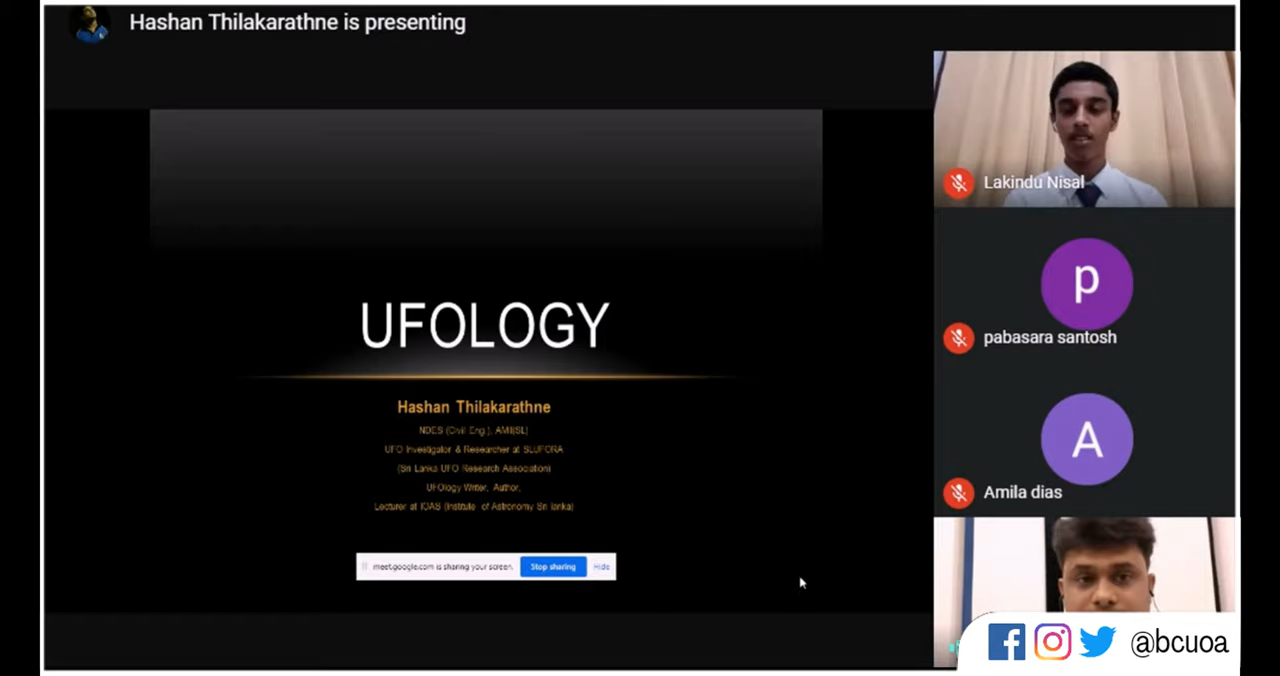 Hashan Thilakarathne is presenting
UFOLOGY
Hashan Thilakarathne
NDES (Civil Eng.), AMI(SL)
UFO Investigator & Researcher at SLUFORA
(Sri Lanka UFO Research Association)
UFOlogy Writer, Author,
Lecturer at IOAS (Institute of Astronomy Sri lanka)
meet.google.com is sharing your screen.
Stop sharing
Hide
Lakindu Nisal
p
pabasara santosh
A
Amila dias
@bcuoa